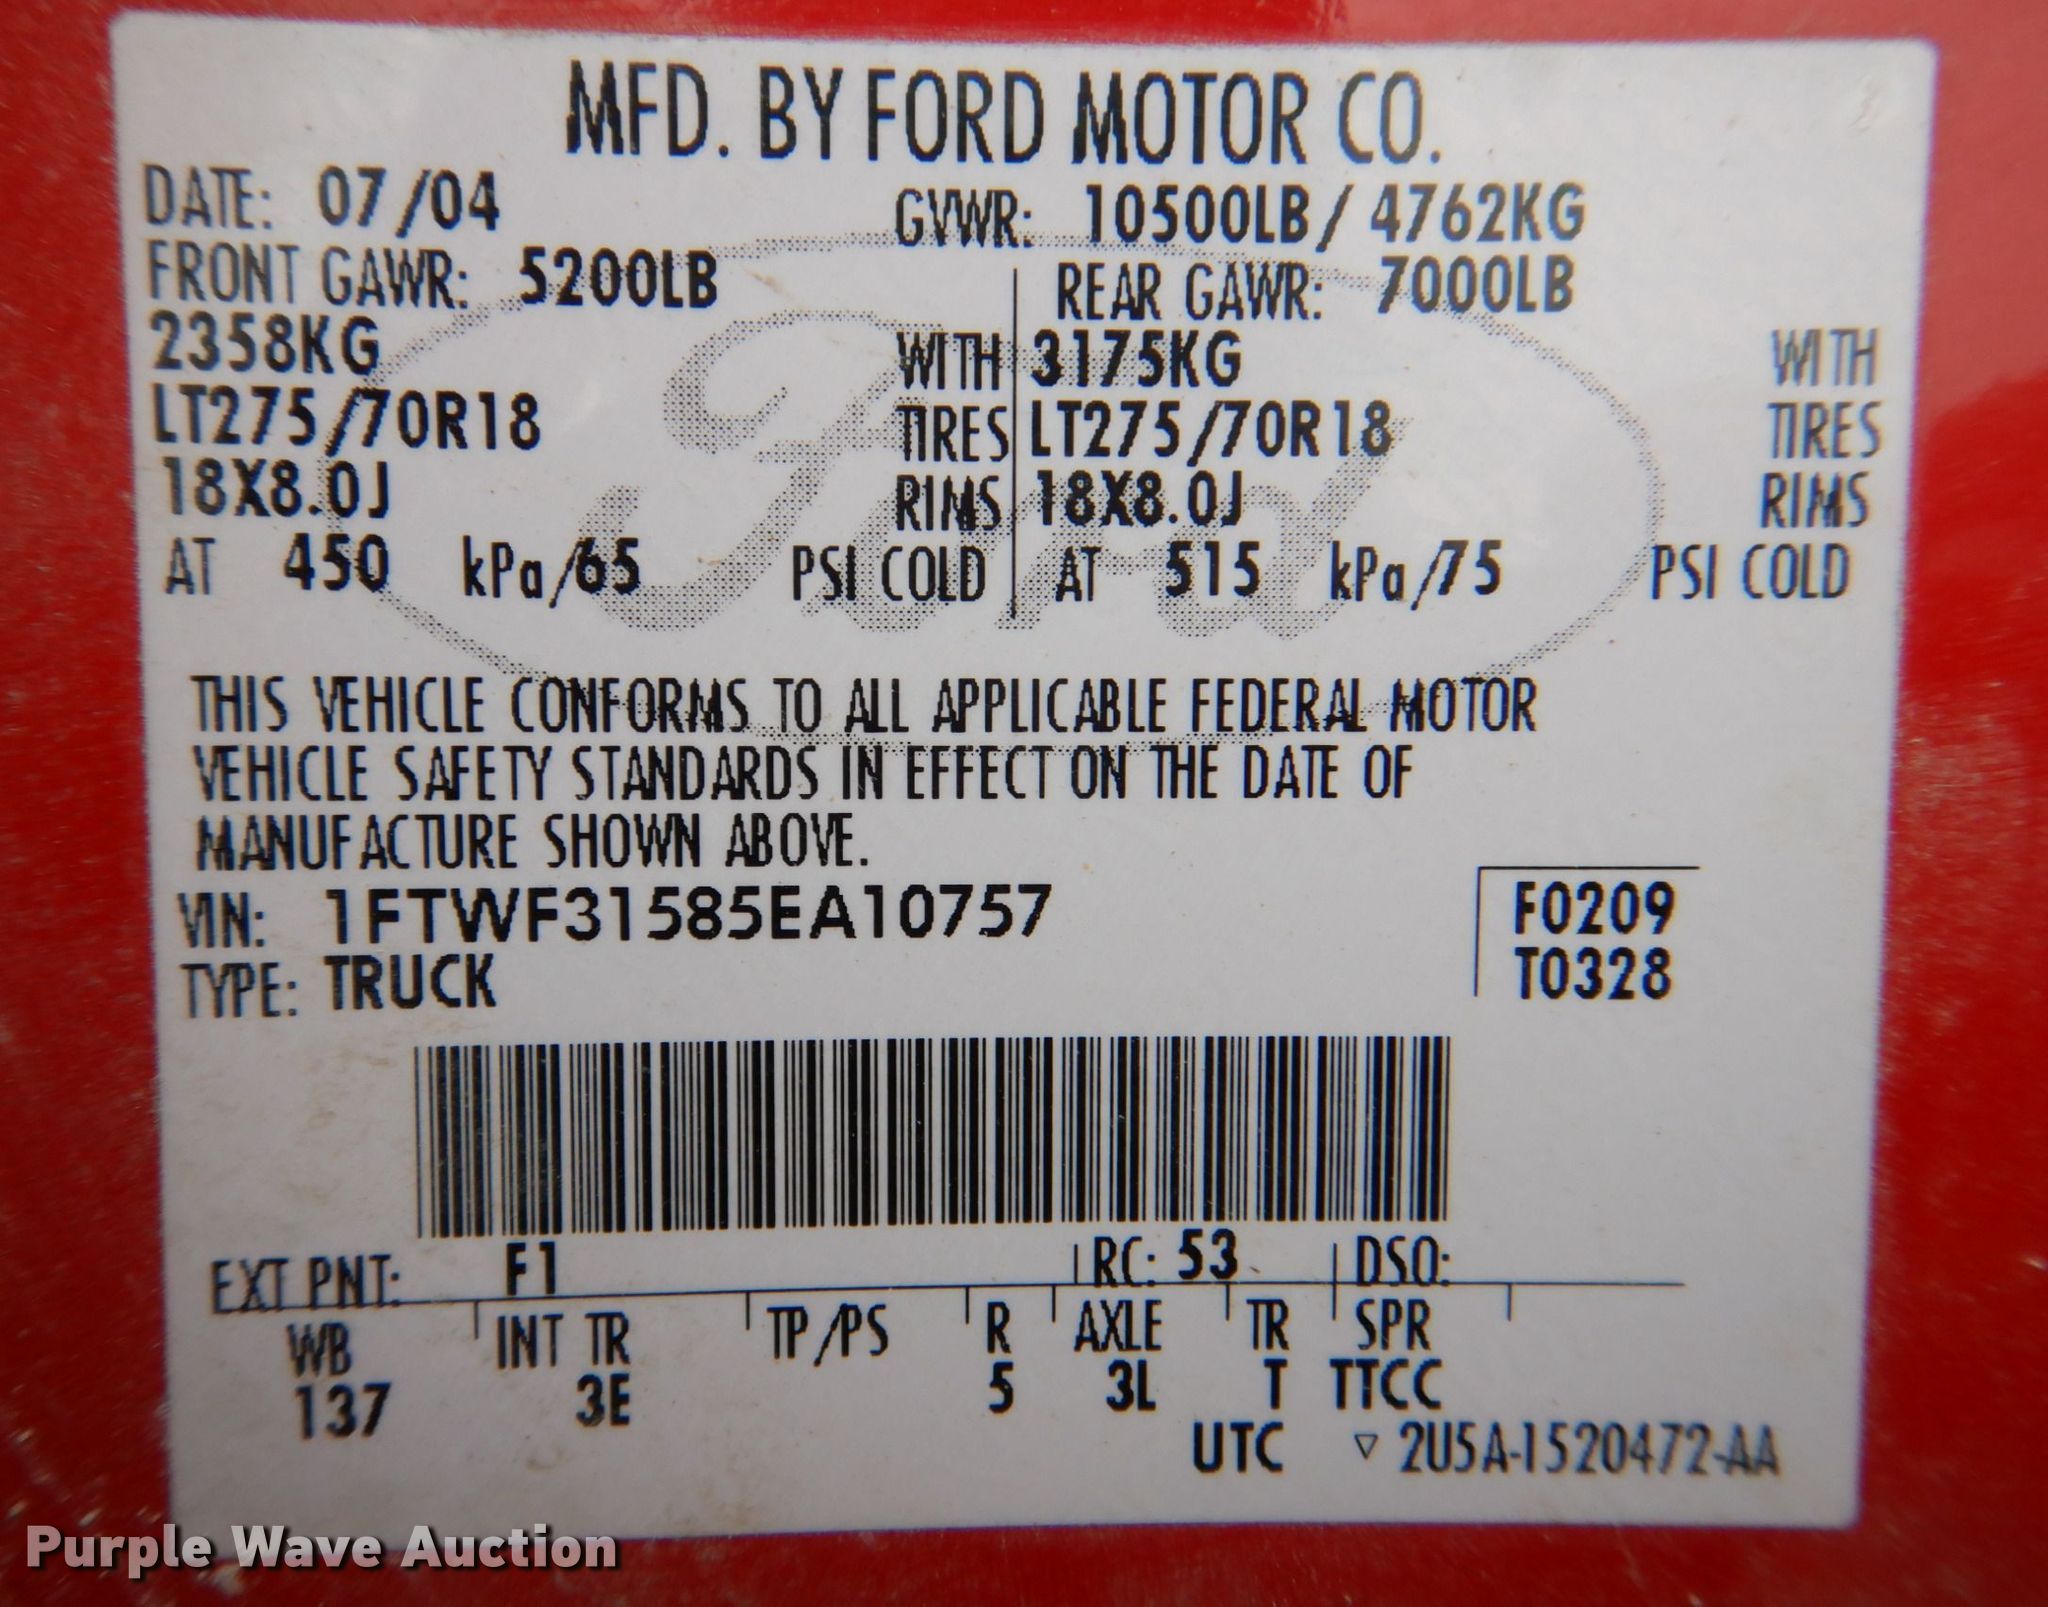 MFD. BY FORD MOTOR CO.
DATE: 07/04 GVWR: 10500LB/ 4762KG
FRONT GAWR: 5200LB REAR GAWR: 7000LB
2358KG WITH 3175KG WITH
LT275/70R18 TIRES LT275/70R18 TIRES
18X8.0J RIMS 18X8.0J RIMS
AT 450 kPa/65 PSI COLD AT 515 kPa/75 PSI COLD
Ford
THIS VEHICLE CONFORMS TO ALL APPLICABLE FEDERAL MOTOR
VEHICLE SAFETY STANDARDS IN EFFECT ON THE DATE OF
MANUFACTURE SHOWN ABOVE.
VIN: 1FTWF31585EA10757 F0209
TYPE: TRUCK T0328
EXT PNT: F1 RC: 53 DSO:
WB INT TR TP/PS R AXLE TR SPR
137 3E 5 3L T TTCC
UTC ▽ 2U5A-1520472-AA
Purple Wave Auction